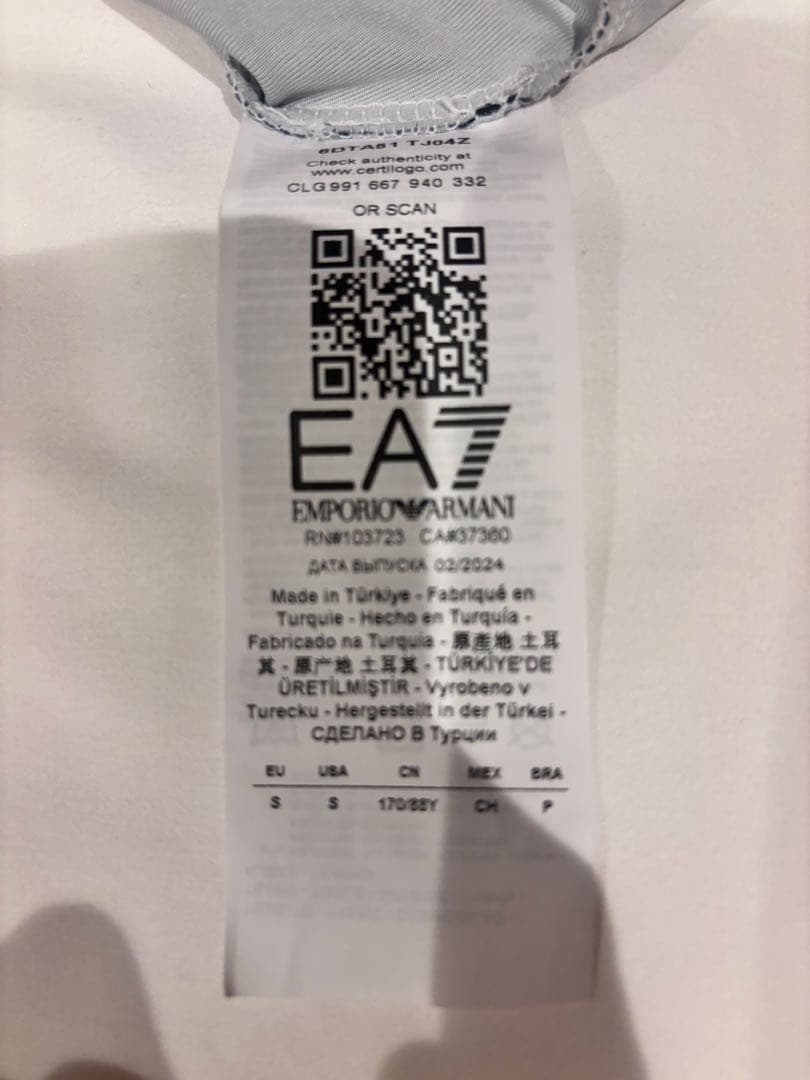 6DTA61 TJ04Z
Check authenticity at
www.certilogo.com
CLG 991 667 940 332
OR SCAN
EA7
EMPORIO ARMANI
RN#103723 CA#37360
ДАТА ВЫПУСКА 02/2024
Made in Türkiye - Fabriqué en
Turquie - Hecho en Turquía -
Fabricado na Turquia - 原產地 土耳
其 - 原产地 土耳其 - TÜRKİYE'DE
ÜRETİLMİŞTİR - Vyrobeno v
Turecku - Hergestellt in der Türkei -
СДЕЛАНО В Турции
EU USA CN MEX BRA
S S 170/88Y CH P